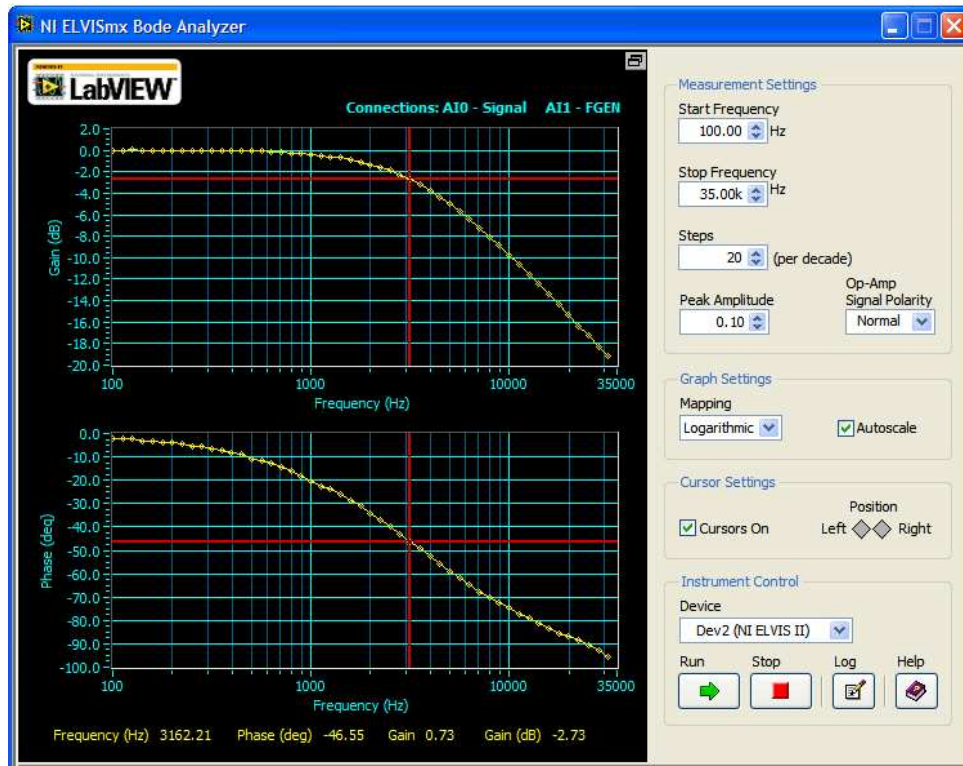 NI ELVISmx Bode Analyzer
LabVIEW
Connections: AI0 - Signal AI1 - FGEN
2.0
0.0
-2.0
-4.0
-6.0
-8.0
-10.0
-12.0
-14.0
-16.0
-18.0
-20.0
Gain (dB)
100 1000 10000 35000
Frequency (Hz)
0.0
-10.0
-20.0
-30.0
-40.0
-50.0
-60.0
-70.0
-80.0
-90.0
-100.0
Phase (deg)
100 1000 10000 35000
Frequency (Hz)
Frequency (Hz) 3162.21 Phase (deg) -46.55 Gain 0.73 Gain (dB) -2.73
Measurement Settings
Start Frequency
100.00 Hz
Stop Frequency
35.00k Hz
Steps
20 (per decade)
Peak Amplitude
0.10
Op-Amp
Signal Polarity
Normal
Graph Settings
Mapping
Logarithmic
Autoscale
Cursor Settings
Cursors On
Position
Left Right
Instrument Control
Device
Dev2 (NI ELVIS II)
Run Stop Log Help